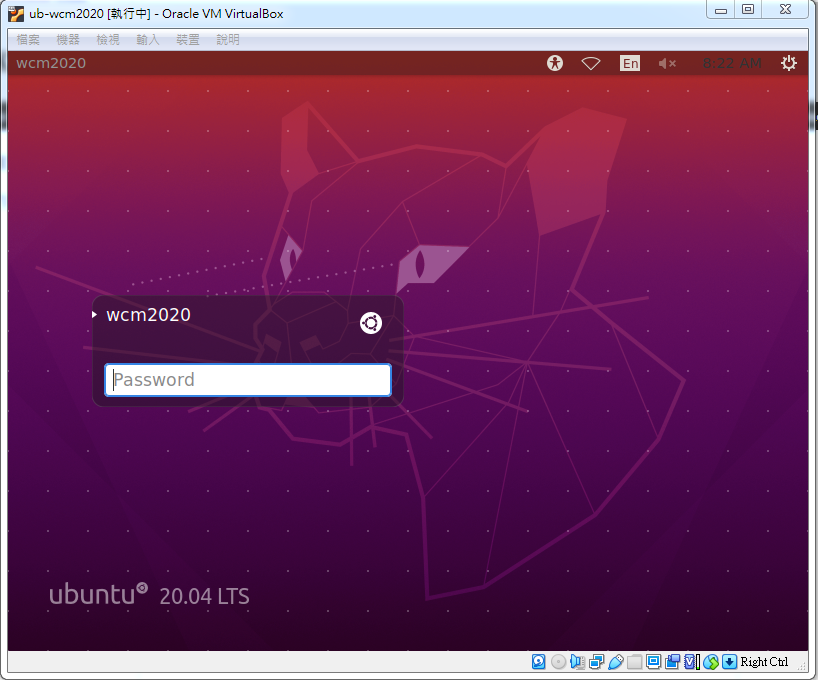 ub-wcm2020 [執行中] - Oracle VM VirtualBox
檔案 機器 檢視 輸入 裝置 說明
wcm2020 En 8:22 AM
wcm2020
Password
ubuntu 20.04 LTS
Right Ctrl